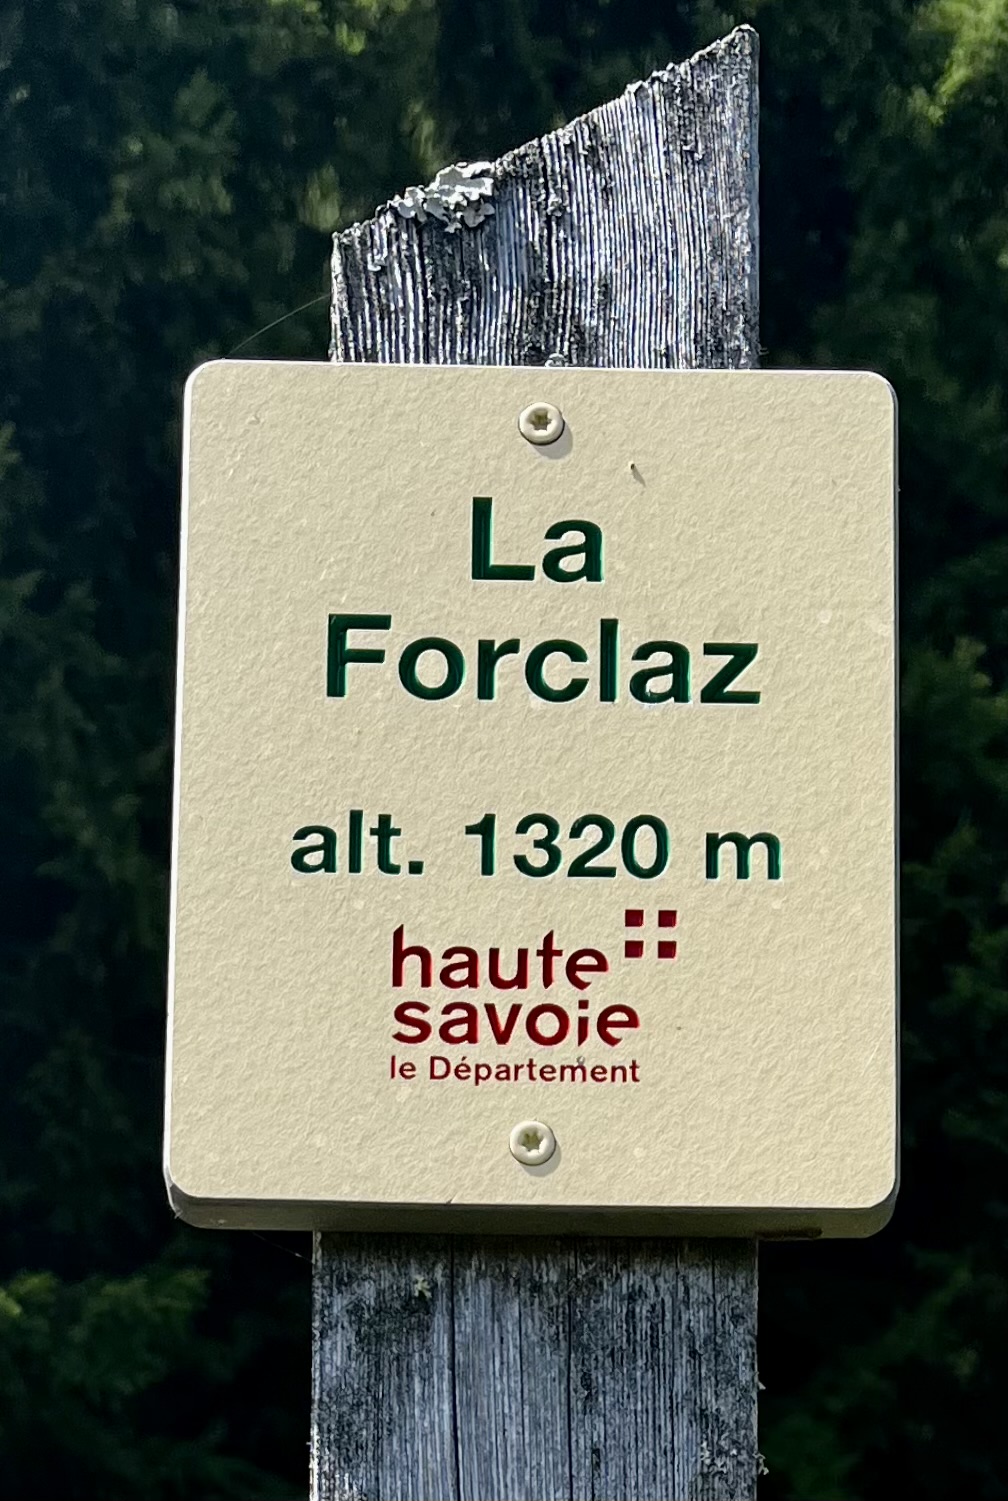 La
Forclaz
alt. 1320 m
haute
savoie
le Département